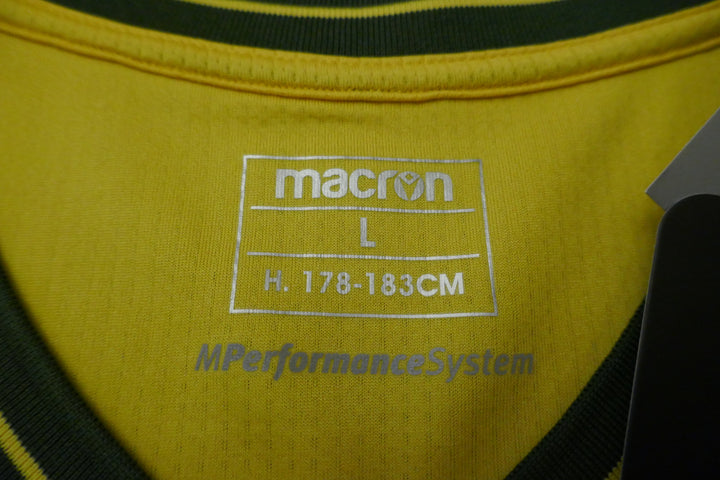 macron
L
H. 178-183CM
MPerformanceSystem